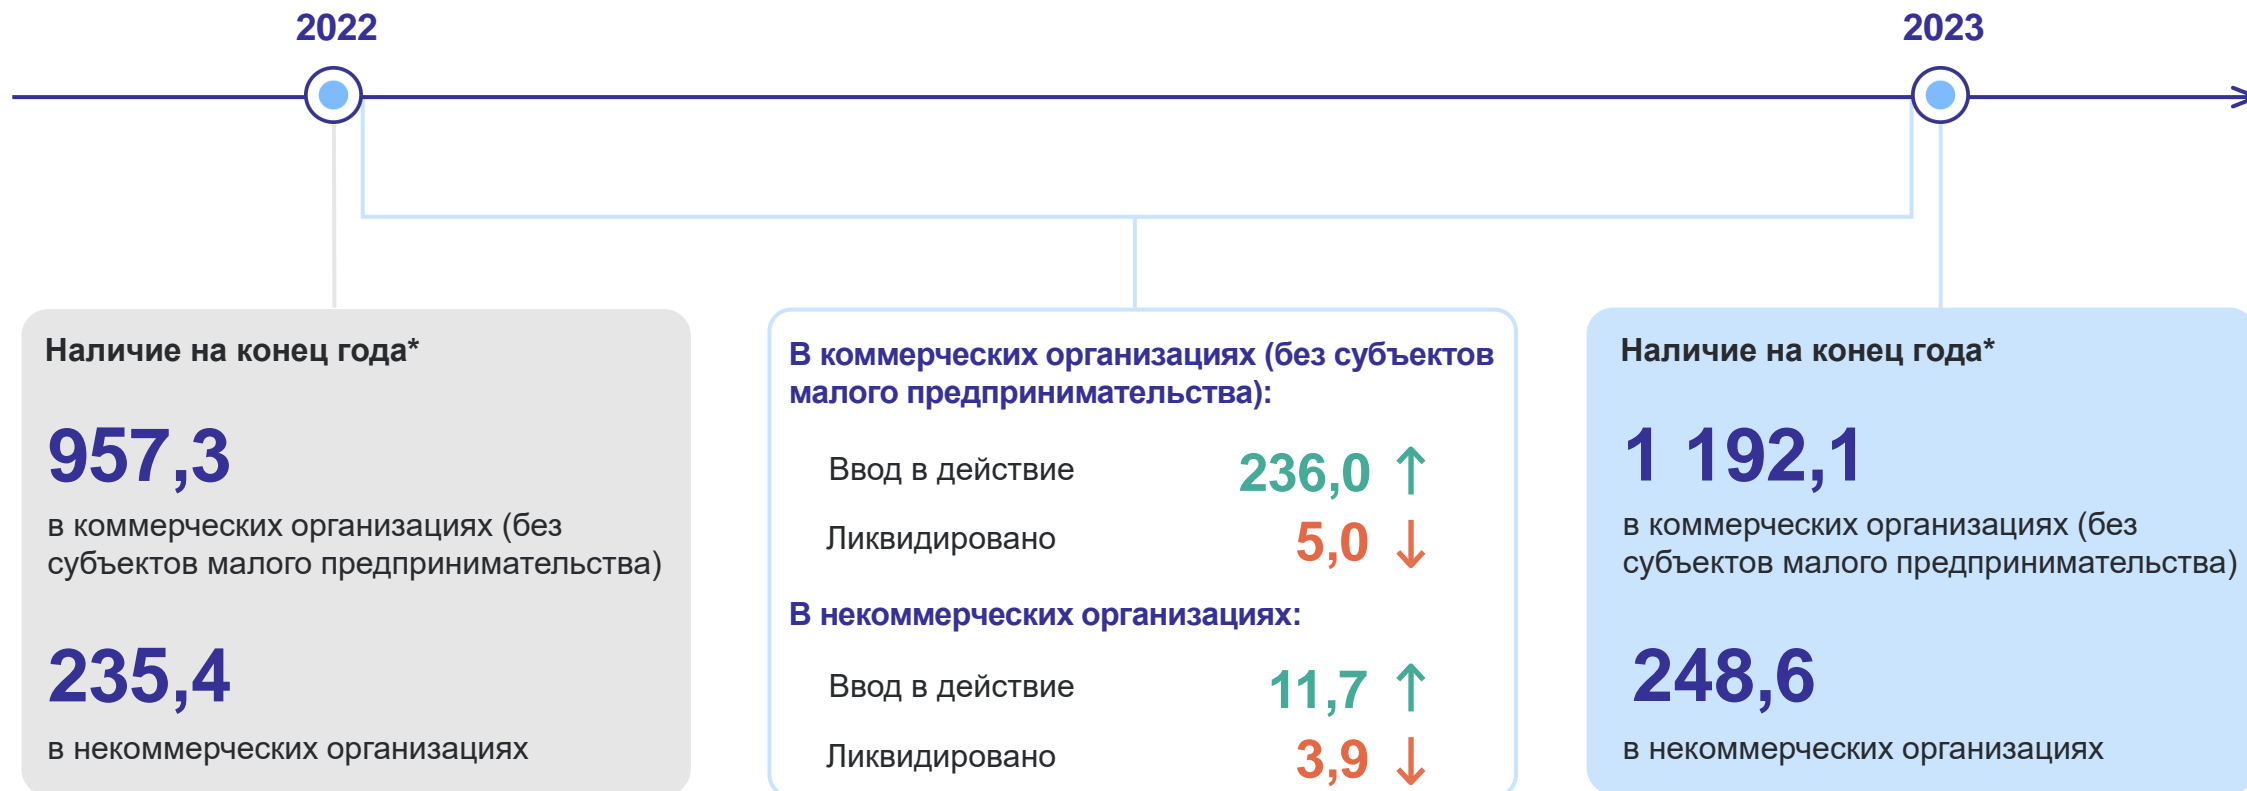 2022
2023
Наличие на конец года*
957,3
в коммерческих организациях (без
субъектов малого предпринимательства)
235,4
в некоммерческих организациях
В коммерческих организациях (без субъектов
малого предпринимательства):
Ввод в действие 236,0 ↑
Ликвидировано 5,0 ↓
В некоммерческих организациях:
Ввод в действие 11,7 ↑
Ликвидировано 3,9 ↓
Наличие на конец года*
1 192,1
в коммерческих организациях (без
субъектов малого предпринимательства)
248,6
в некоммерческих организациях